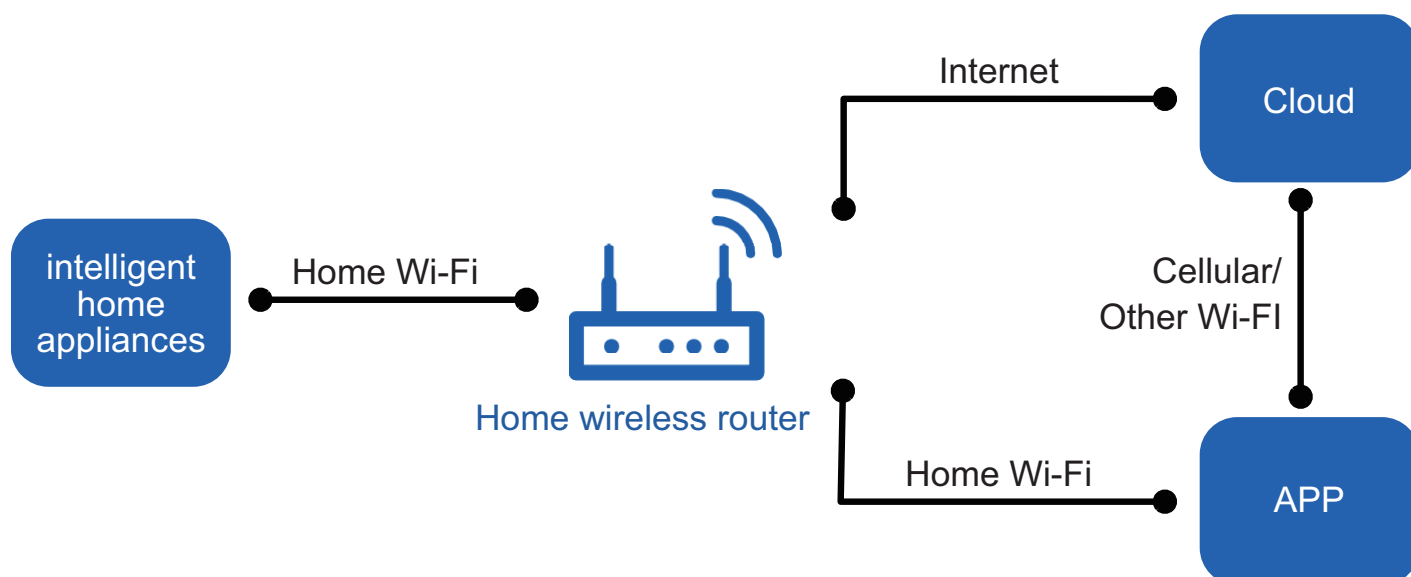 Internet
Cloud
intelligent
home
appliances
Home Wi-Fi
Cellular/
Other Wi-FI
Home wireless router
Home Wi-Fi
APP